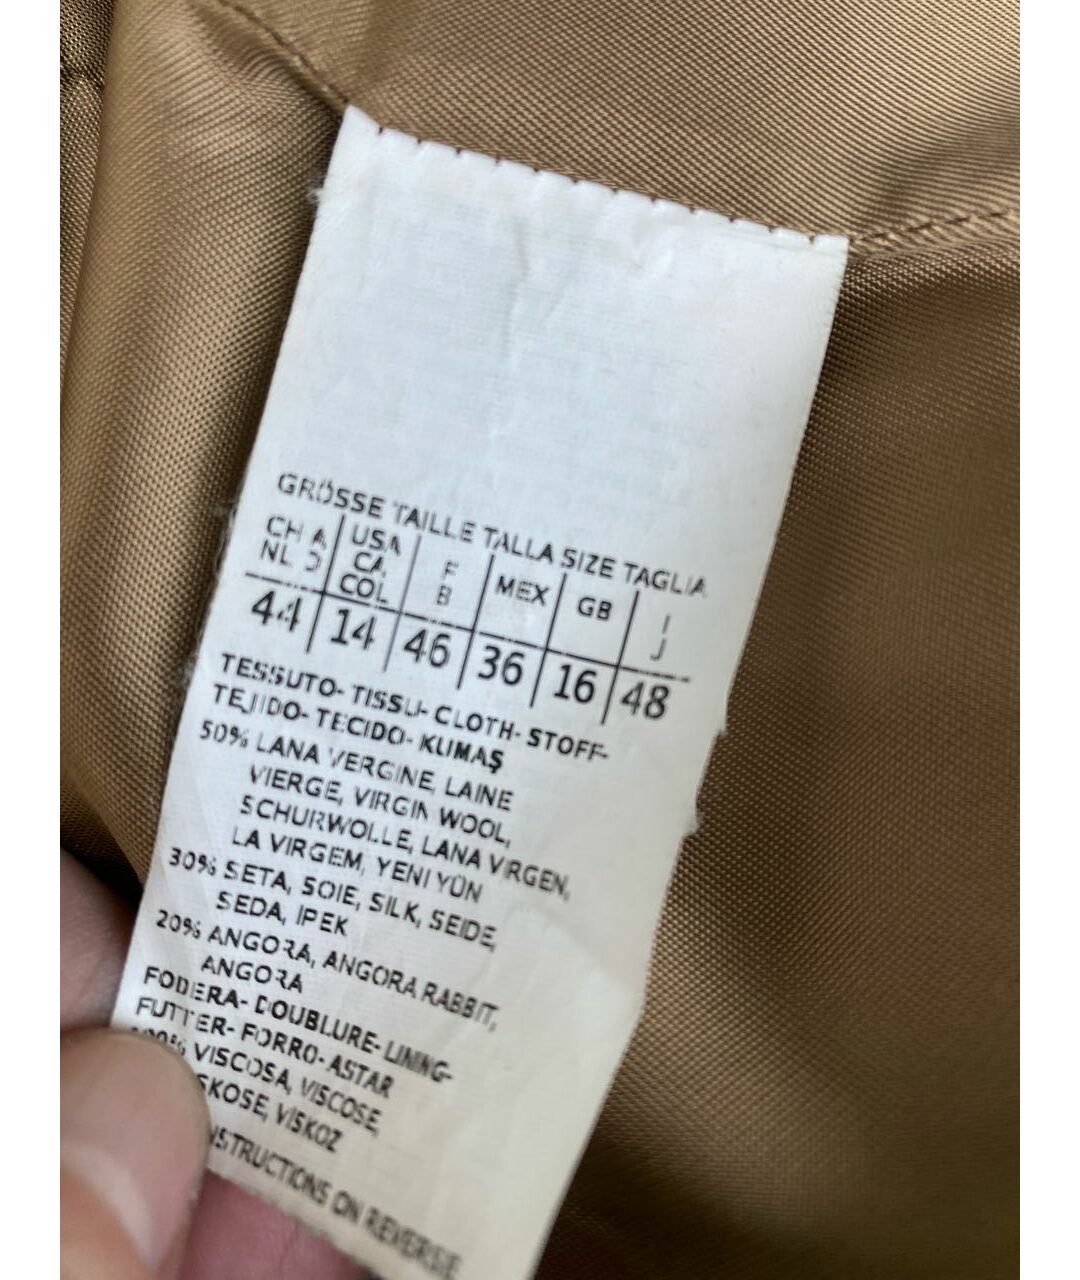 GRÖSSE TAILLE TALLA SIZE TAGLIA
CH A USA F MEX GB I
NL D CA B J
COL
44 14 46 36 16 48
TESSUTO- TISSU- CLOTH- STOFF-
TEJIDO- TECIDO- KUMAŞ
50% LANA VERGINE, LAINE
VIERGE, VIRGIN WOOL,
SCHURWOLLE, LANA VIRGEN,
LA VIRGEM, YENI YÜN
30% SETA, SOIE, SILK, SEIDE,
SEDA, IPEK
20% ANGORA, ANGORA RABBIT,
ANGORA
FODERA- DOUBLURE- LINING-
FUTTER- FORRO- ASTAR
VISCOSA, VISCOSE,
SKOSE, VISKOZ
NSTRUCTIONS ON REVERSE